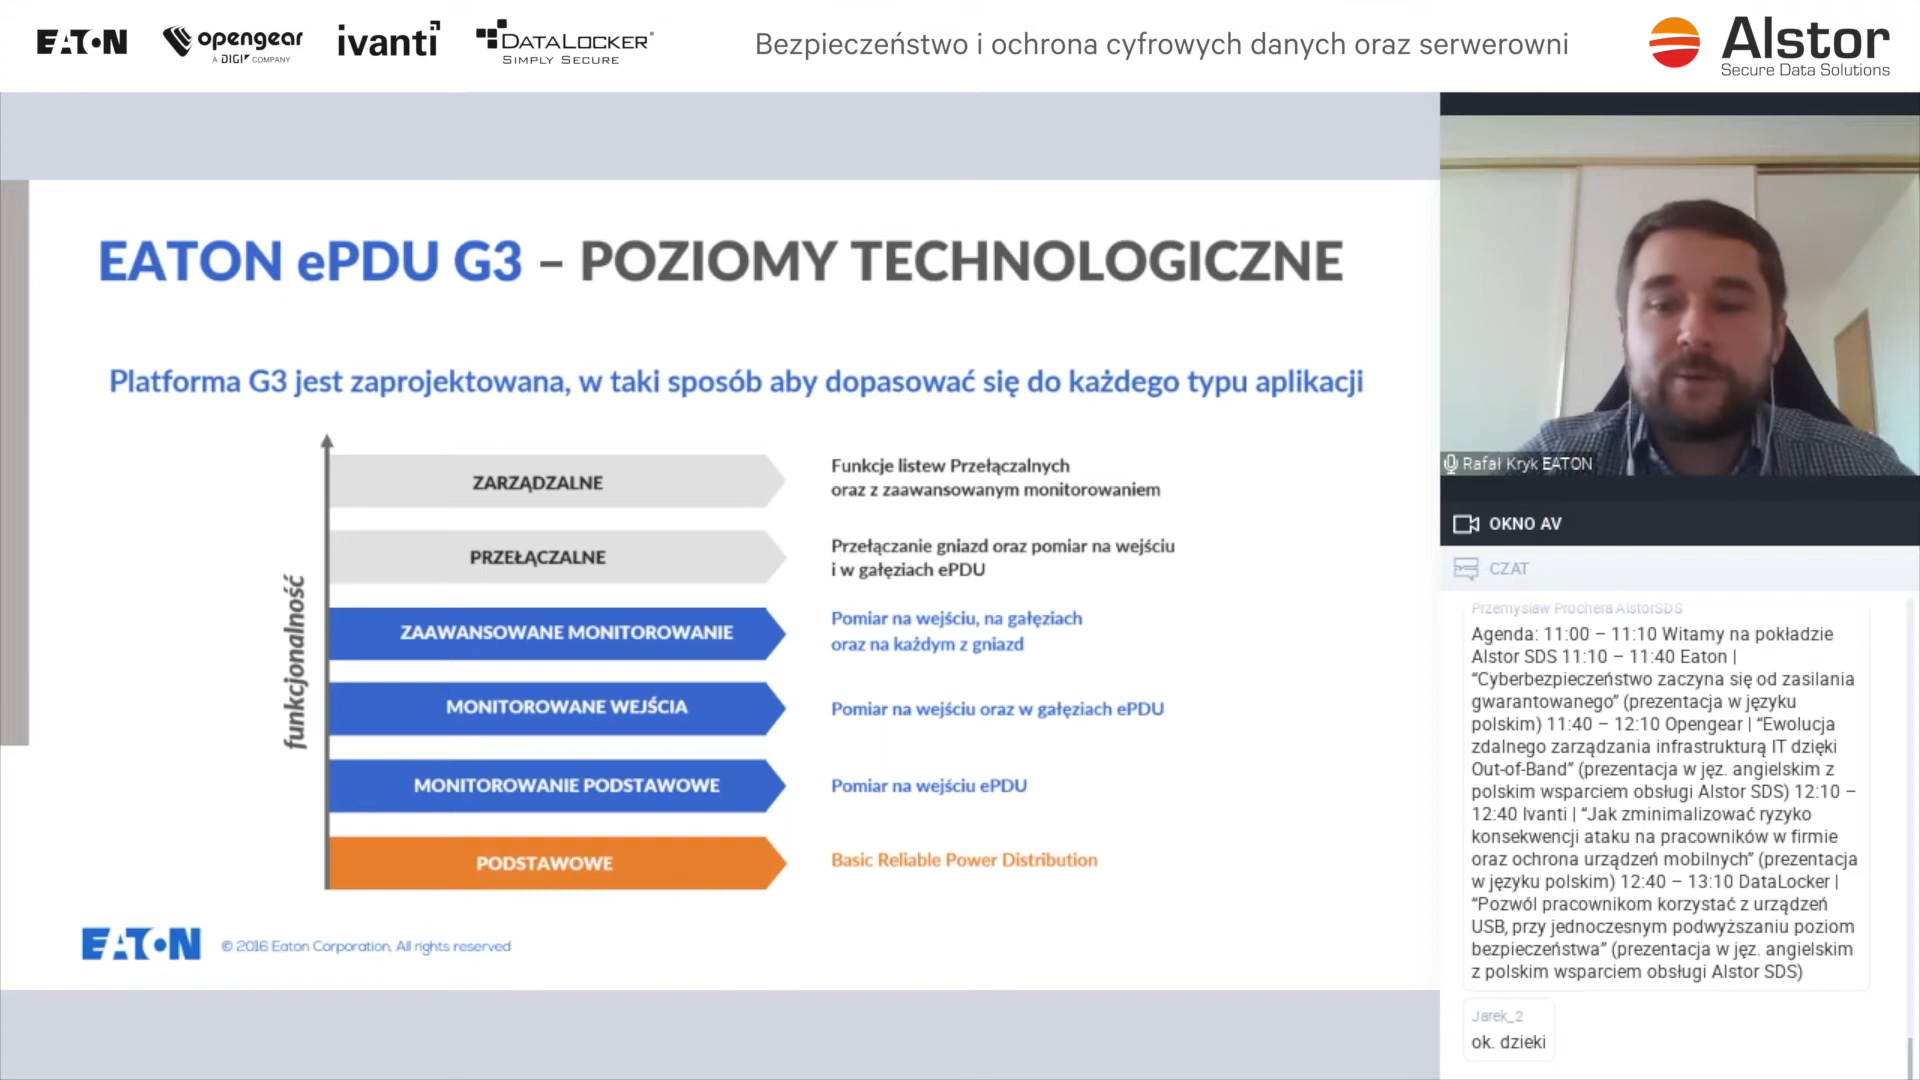 EATON
opengear
A DIGI COMPANY
ivanti
DATALOCKER
SIMPLY SECURE
Bezpieczeństwo i ochrona cyfrowych danych oraz serwerowni
Alstor
Secure Data Solutions
EATON ePDU G3 – POZIOMY TECHNOLOGICZNE
Platforma G3 jest zaprojektowana, w taki sposób aby dopasować się do każdego typu aplikacji
funkcjonalność
ZARZĄDZALNE
Funkcje listew Przełączalnych
oraz z zaawansowanym monitorowaniem
PRZEŁĄCZALNE
Przełączanie gniazd oraz pomiar na wejściu
i w gałęziach ePDU
ZAAWANSOWANE MONITOROWANIE
Pomiar na wejściu, na gałęziach
oraz na każdym z gniazd
MONITOROWANE WEJŚCIA
Pomiar na wejściu oraz w gałęziach ePDU
MONITOROWANIE PODSTAWOWE
Pomiar na wejściu ePDU
PODSTAWOWE
Basic Reliable Power Distribution
EATON
© 2016 Eaton Corporation. All rights reserved
Rafał Kryk EATON
OKNO AV
CZAT
Przemysław Prochera AlstorSDS
Agenda: 11:00 – 11:10 Witamy na pokładzie
Alstor SDS 11:10 – 11:40 Eaton |
“Cyberbezpieczeństwo zaczyna się od zasilania
gwarantowanego” (prezentacja w języku
polskim) 11:40 – 12:10 Opengear | “Ewolucja
zdalnego zarządzania infrastrukturą IT dzięki
Out-of-Band” (prezentacja w jęz. angielskim z
polskim wsparciem obsługi Alstor SDS) 12:10 –
12:40 Ivanti | “Jak zminimalizować ryzyko
konsekwencji ataku na pracowników w firmie
oraz ochrona urządzeń mobilnych” (prezentacja
w języku polskim) 12:40 – 13:10 DataLocker |
“Pozwól pracownikom korzystać z urządzeń
USB, przy jednoczesnym podwyższaniu poziom
bezpieczeństwa” (prezentacja w jęz. angielskim
z polskim wsparciem obsługi Alstor SDS)
Jarek_2
ok. dzieki